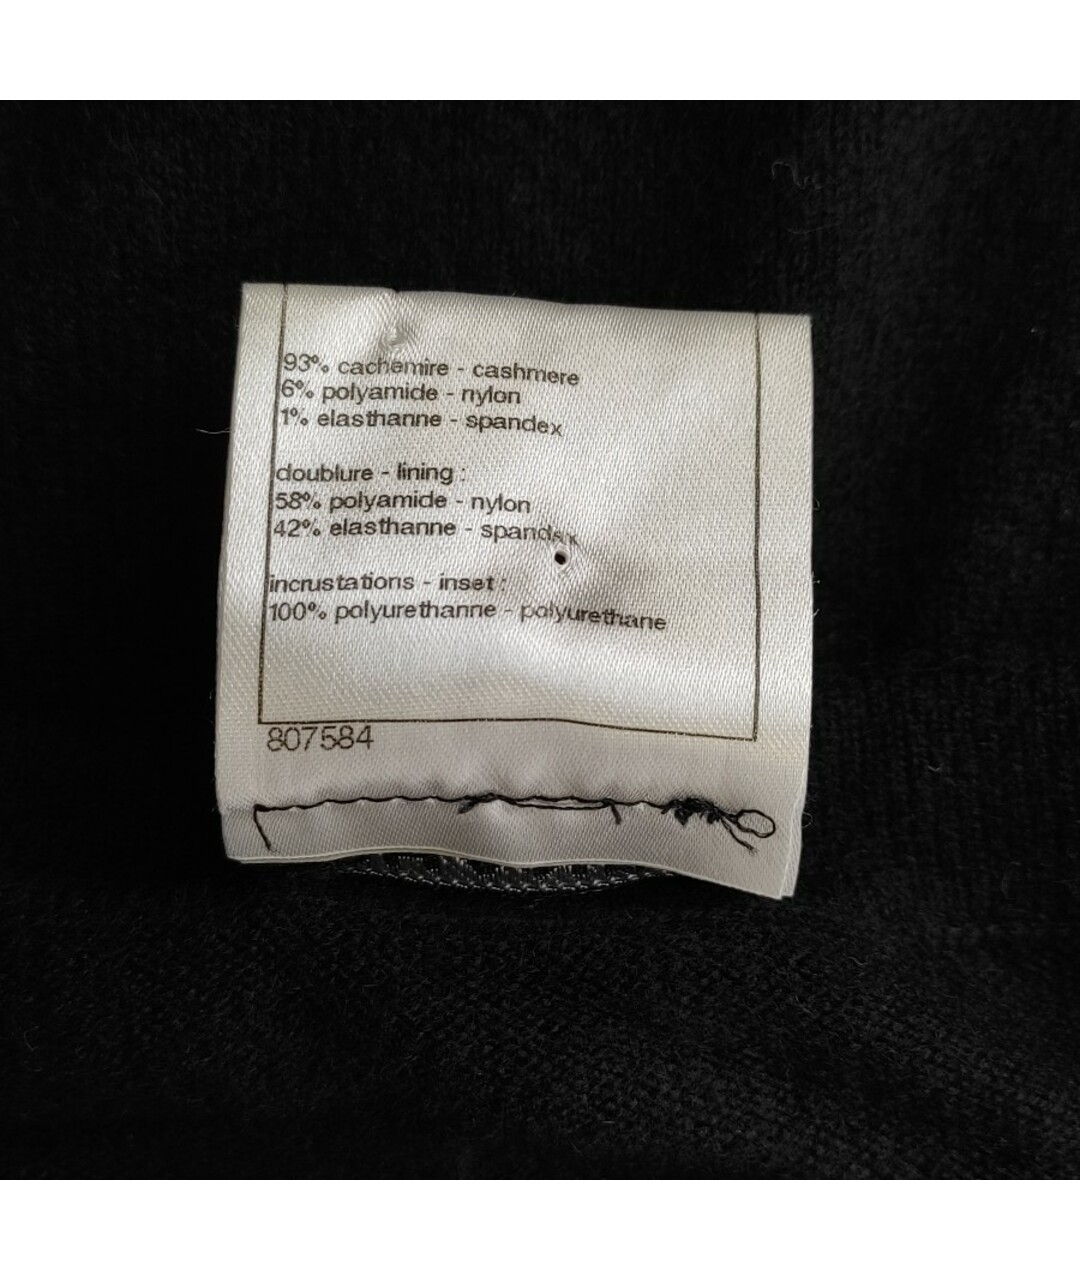 93% cachemire - cashmere
6% polyamide - nylon
1% elasthanne - spandex
doublure - lining :
58% polyamide - nylon
42% elasthanne - spandex
incrustations - inset :
100% polyurethanne - polyurethane
807584